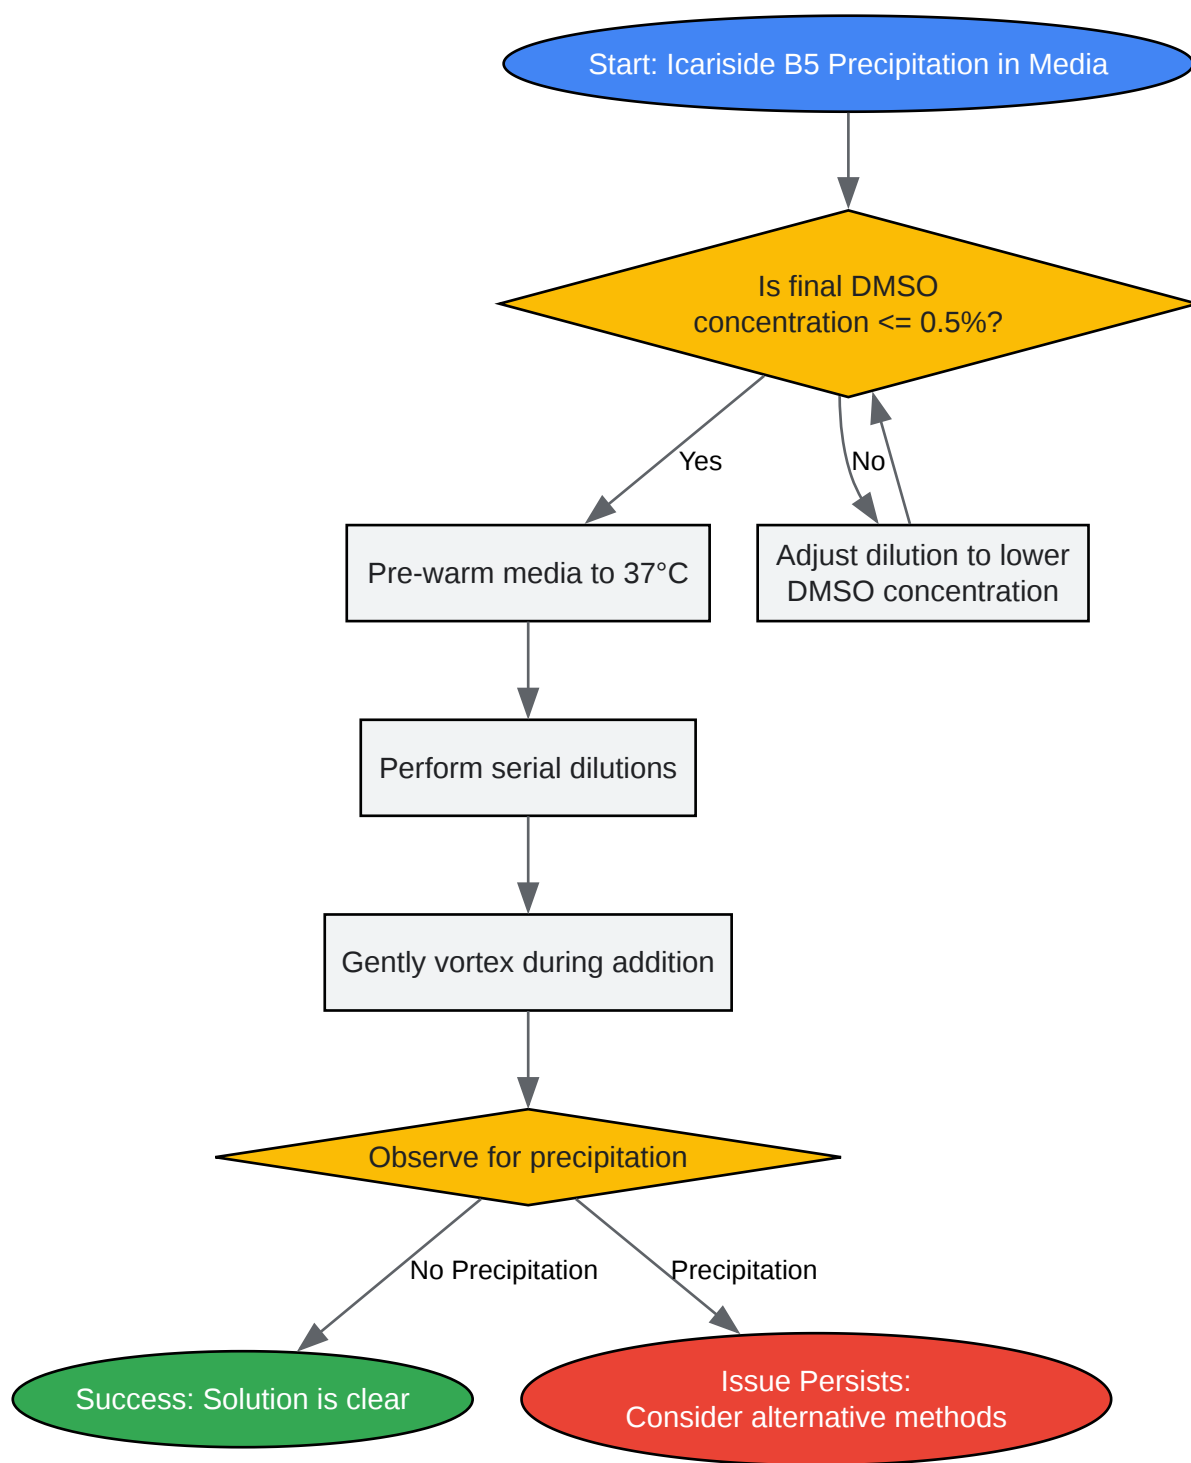 Start: Icariside B5 Precipitation in Media
Is final DMSO
concentration <= 0.5%?
Yes
No
Pre-warm media to 37°C
Adjust dilution to lower
DMSO concentration
Perform serial dilutions
Gently vortex during addition
Observe for precipitation
No Precipitation
Precipitation
Success: Solution is clear
Issue Persists:
Consider alternative methods